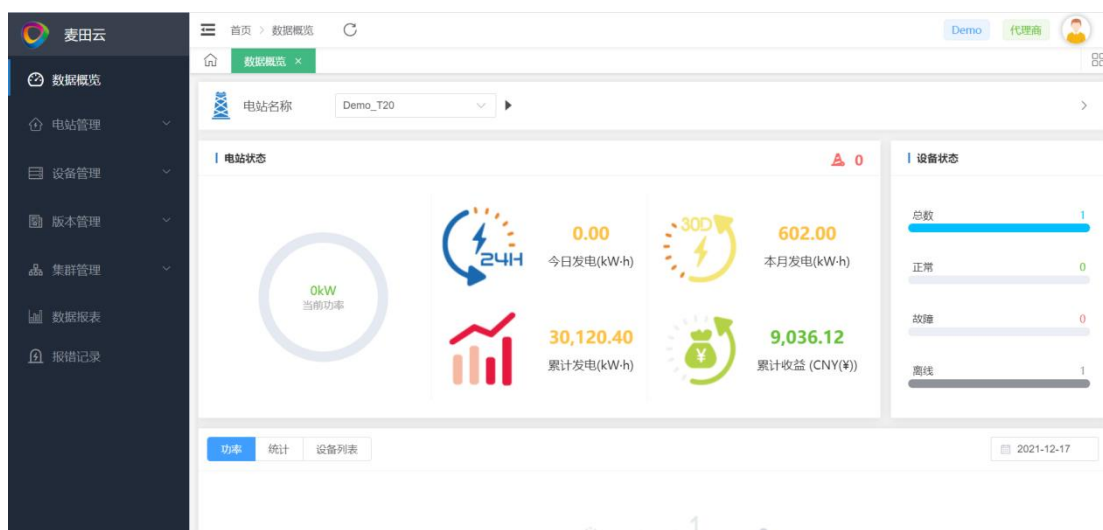 麦田云
首页 > 数据概览
Demo 代理商
数据概览 ×
数据概览
电站管理
设备管理
版本管理
集群管理
数据报表
报错记录
电站名称 Demo_T20
电站状态 0
0kW
当前功率
24H
0.00
今日发电(kW·h)
30D
602.00
本月发电(kW·h)
30,120.40
累计发电(kW·h)
¥
9,036.12
累计收益 (CNY(¥))
设备状态
总数 1
正常 0
故障 0
离线 1
功率 统计 设备列表 2021-12-17
1